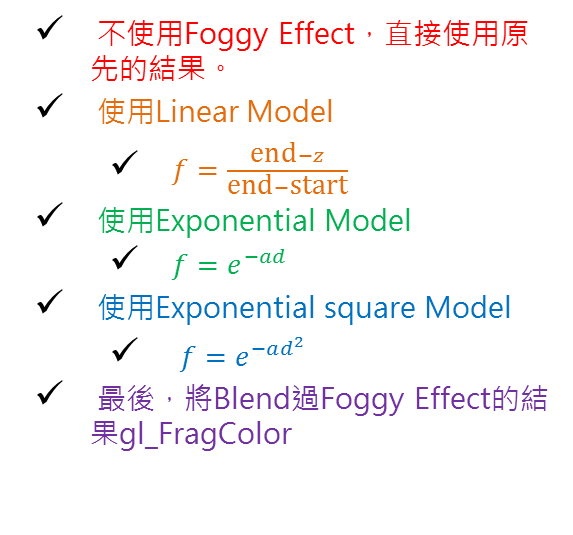 ✓ 不使用Foggy Effect，直接使用原
先的結果。
✓ 使用Linear Model
✓ f = end−z / end−start
✓ 使用Exponential Model
✓ f = e^−ad
✓ 使用Exponential square Model
✓ f = e^−ad²
✓ 最後，將Blend過Foggy Effect的結
果gl_FragColor